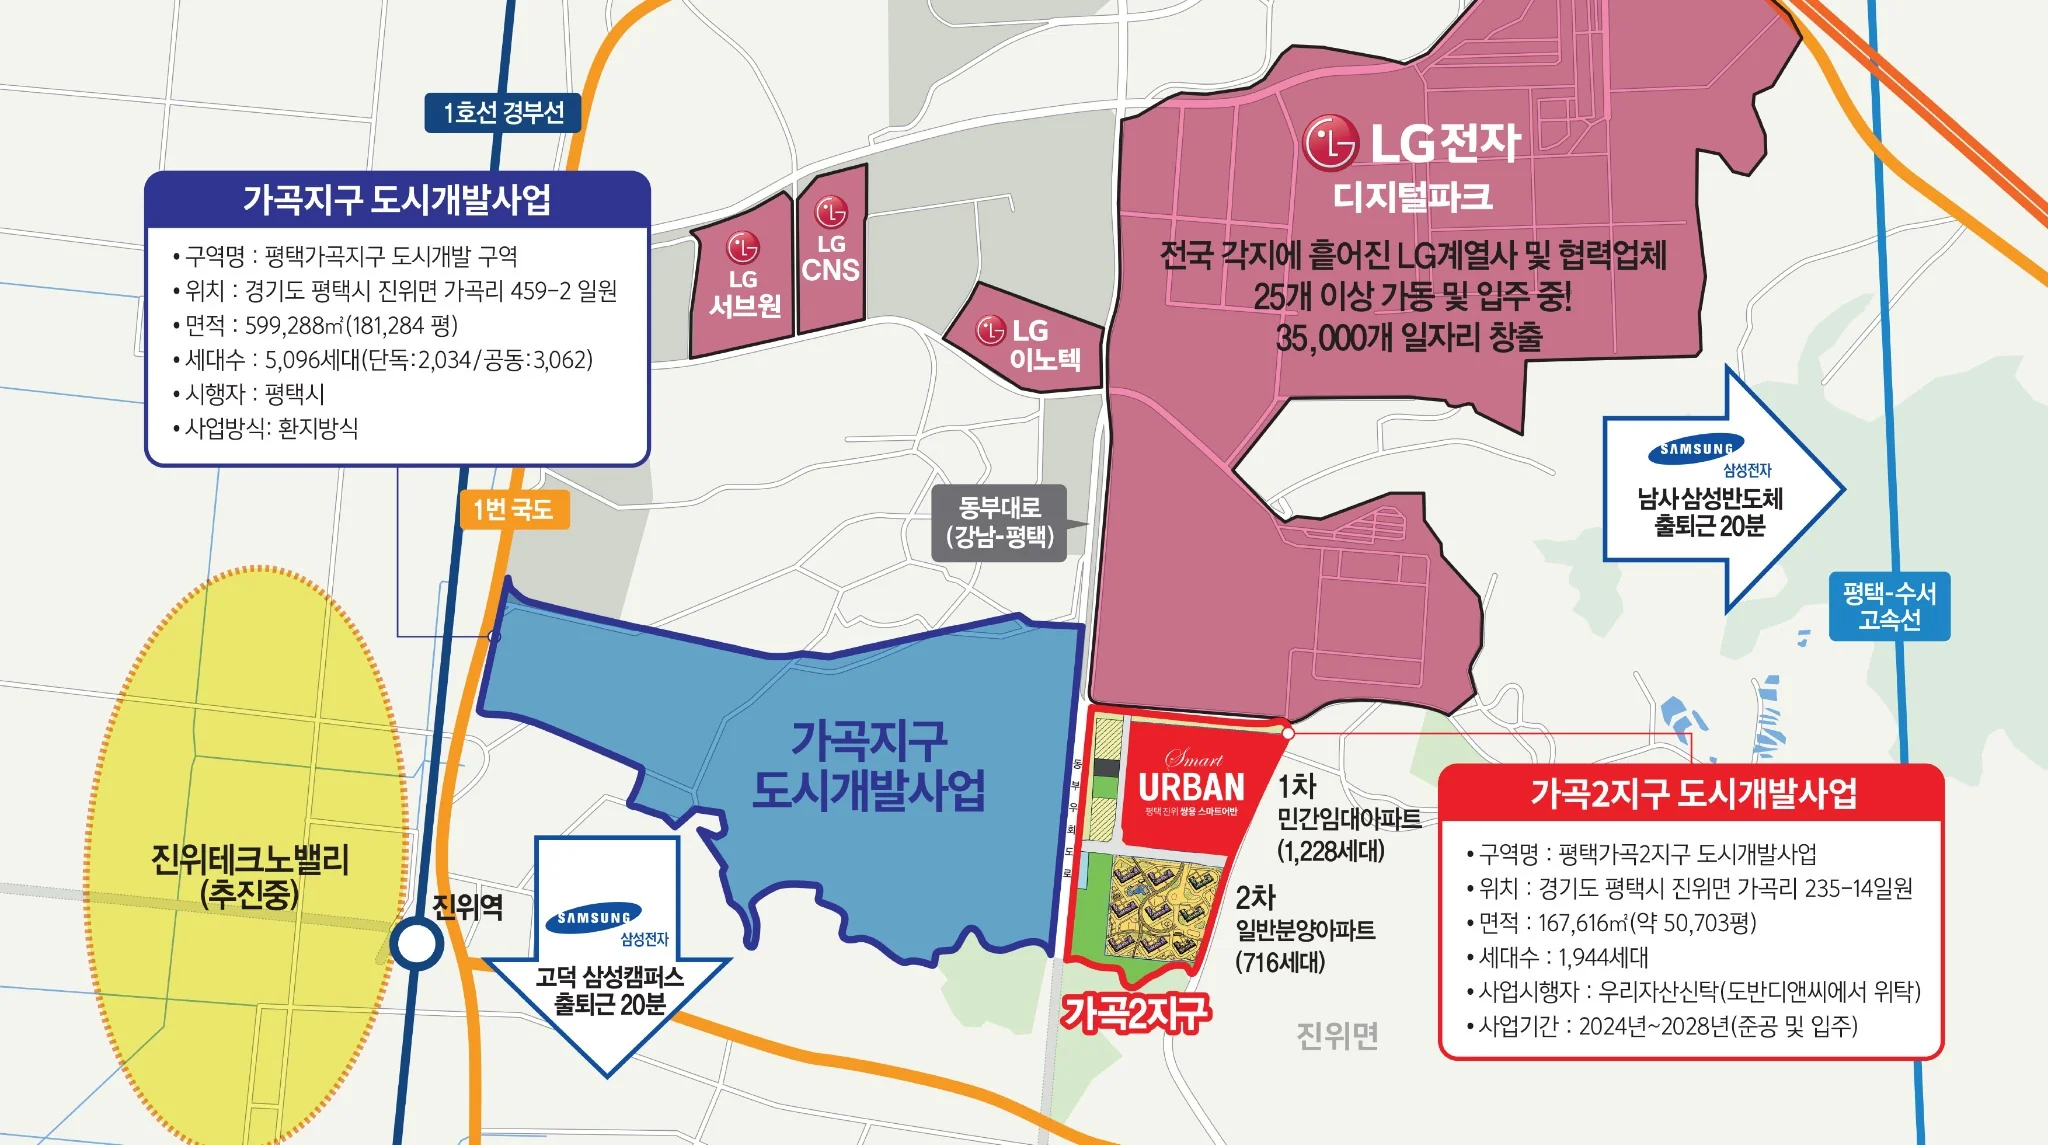 1호선 경부선
가곡지구 도시개발사업
• 구역명 : 평택가곡지구 도시개발 구역
• 위치 : 경기도 평택시 진위면 가곡리 459-2 일원
• 면적 : 599,288㎡(181,284 평)
• 세대수 : 5,096세대(단독:2,034/공동:3,062)
• 시행자 : 평택시
• 사업방식: 환지방식
LG
서브원
LG
CNS
LG
이노텍
LG전자
디지털파크
전국 각지에 흩어진 LG계열사 및 협력업체
25개 이상 가동 및 입주 중!
35,000개 일자리 창출
1번 국도
동부대로
(강남-평택)
SAMSUNG
삼성전자
남사 삼성반도체
출퇴근 20분
평택-수서
고속선
가곡지구
도시개발사업
동부우회도로
Smart
URBAN
평택 진위 쌍용 스마트어반
1차
민간임대아파트
(1,228세대)
2차
일반분양아파트
(716세대)
가곡2지구
진위면
가곡2지구 도시개발사업
• 구역명 : 평택가곡2지구 도시개발사업
• 위치 : 경기도 평택시 진위면 가곡리 235-14일원
• 면적 : 167,616㎡(약 50,703평)
• 세대수 : 1,944세대
• 사업시행자 : 우리자산신탁(도반디앤씨에서 위탁)
• 사업기간 : 2024년~2028년(준공 및 입주)
진위테크노밸리
(추진중)
진위역
SAMSUNG
삼성전자
고덕 삼성캠퍼스
출퇴근 20분